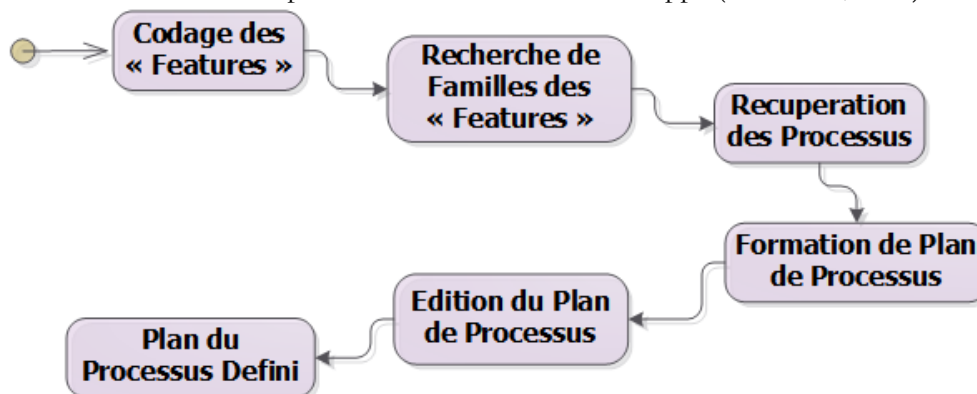 Codage des
« Features »
Recherche de
Familles des
« Features »
Recuperation
des Processus
Formation de Plan
de Processus
Edition du Plan
de Processus
Plan du
Processus Defini